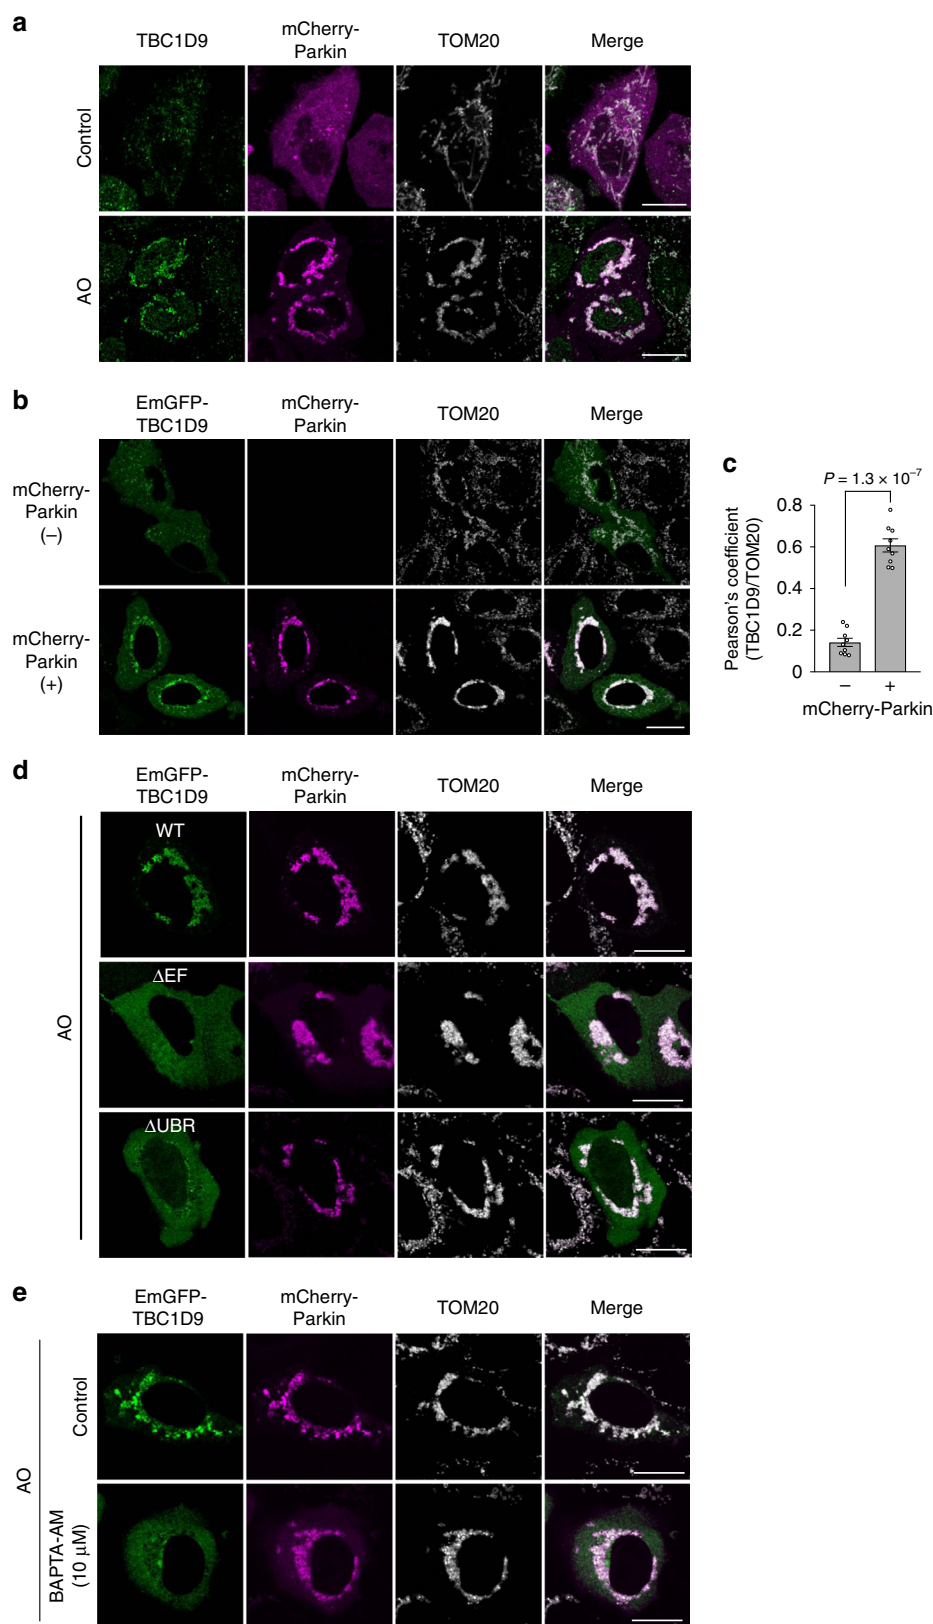 a
TBC1D9
mCherry-
Parkin
TOM20
Merge
Control
AO
b
EmGFP-
TBC1D9
mCherry-
Parkin
TOM20
Merge
mCherry-
Parkin
(–)
mCherry-
Parkin
(+)
c
P = 1.3 × 10⁻⁷
Pearson's coefficient
(TBC1D9/TOM20)
0.8
0.6
0.4
0.2
0
–
+
mCherry-Parkin
d
EmGFP-
TBC1D9
mCherry-
Parkin
TOM20
Merge
AO
WT
ΔEF
ΔUBR
e
EmGFP-
TBC1D9
mCherry-
Parkin
TOM20
Merge
AO
Control
BAPTA-AM
(10 μM)